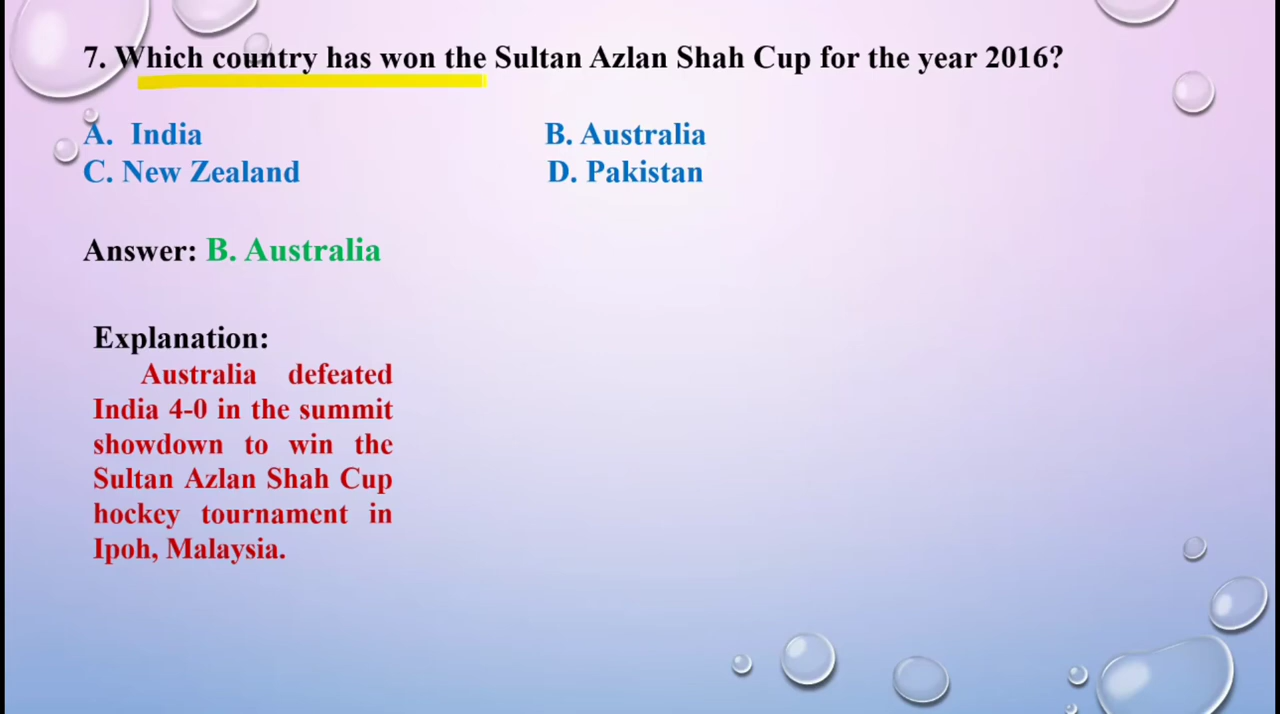 7. Which country has won the Sultan Azlan Shah Cup for the year 2016?
A. India B. Australia
C. New Zealand D. Pakistan
Answer: B. Australia
Explanation:
Australia defeated
India 4-0 in the summit
showdown to win the
Sultan Azlan Shah Cup
hockey tournament in
Ipoh, Malaysia.